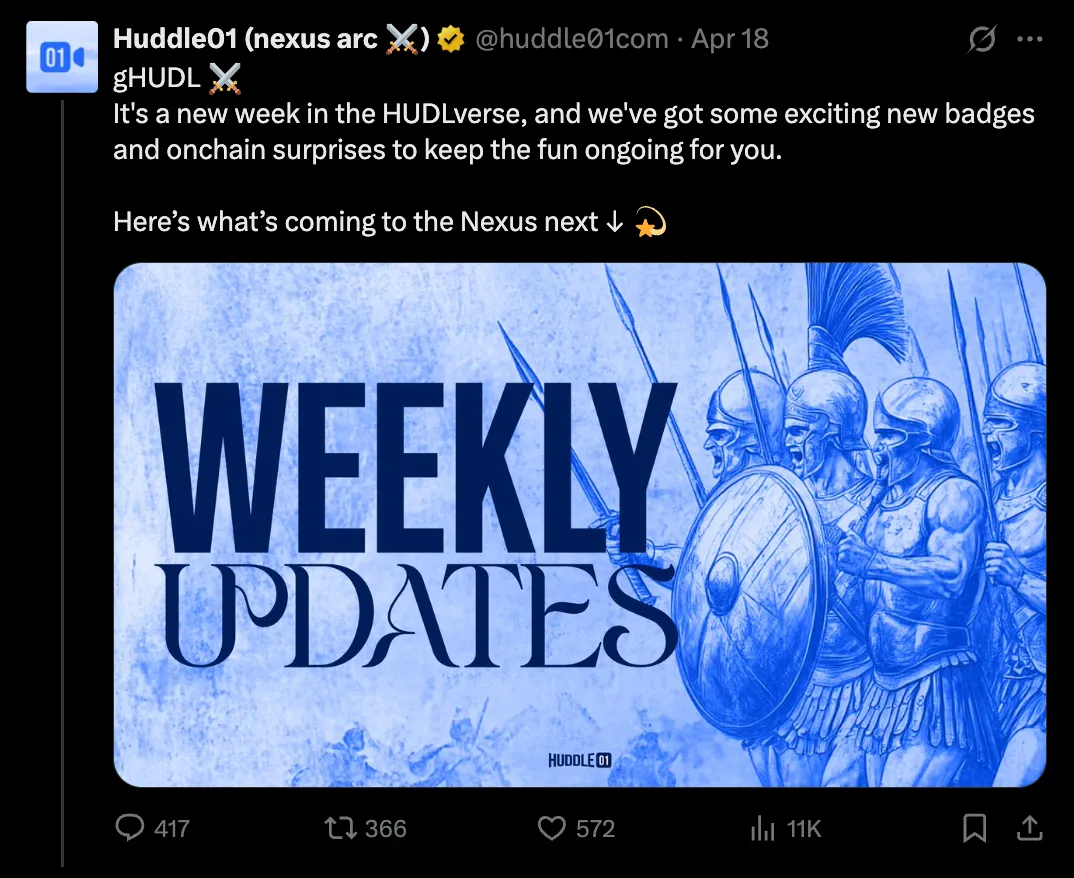 01
Huddle01 (nexus arc ⚔️) @huddle01com · Apr 18
gHUDL ⚔️
It's a new week in the HUDLverse, and we've got some exciting new badges
and onchain surprises to keep the fun ongoing for you.
Here’s what’s coming to the Nexus next ↓ 💫
WEEKLY
UPDATES
HUDDLE 01
417 366 572 11K